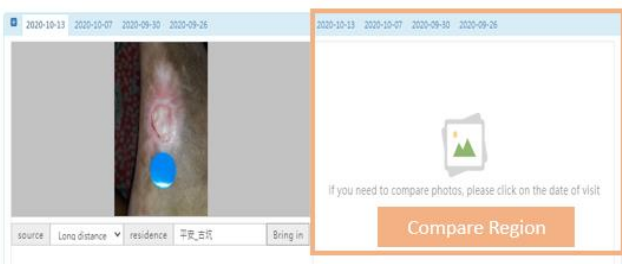 2020-10-13 2020-10-07 2020-09-30 2020-09-26
2020-10-13 2020-10-07 2020-09-30 2020-09-26
If you need to compare photos, please click on the date of visit
Compare Region
source Long distance residence 平安_古坑 Bring in